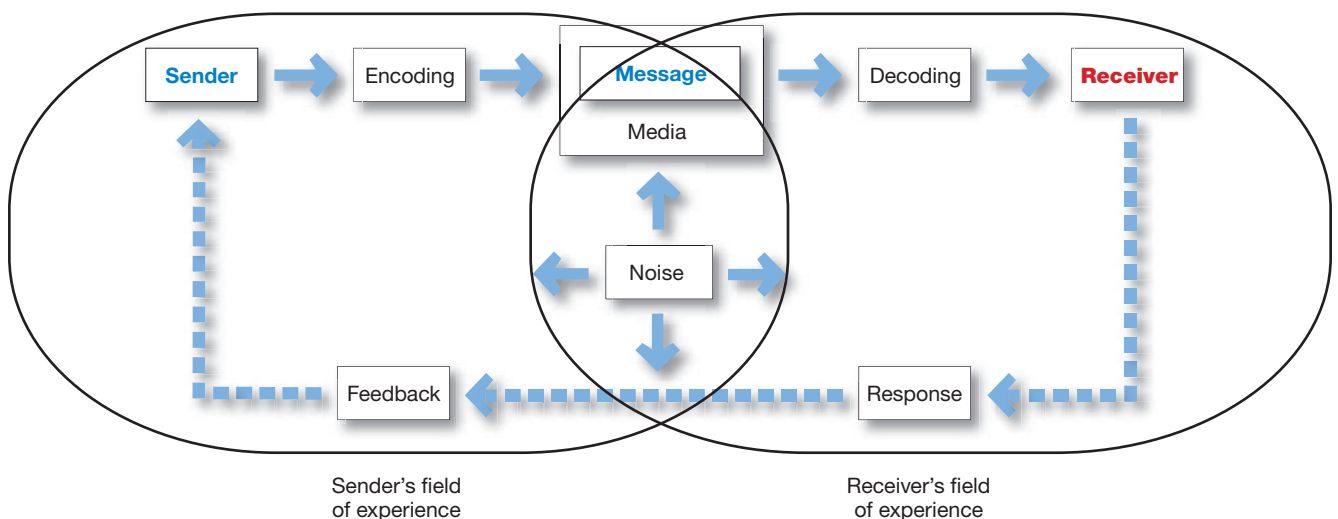 Sender
Encoding
Message
Media
Decoding
Receiver
Noise
Feedback
Response
Sender’s field
of experience
Receiver’s field
of experience